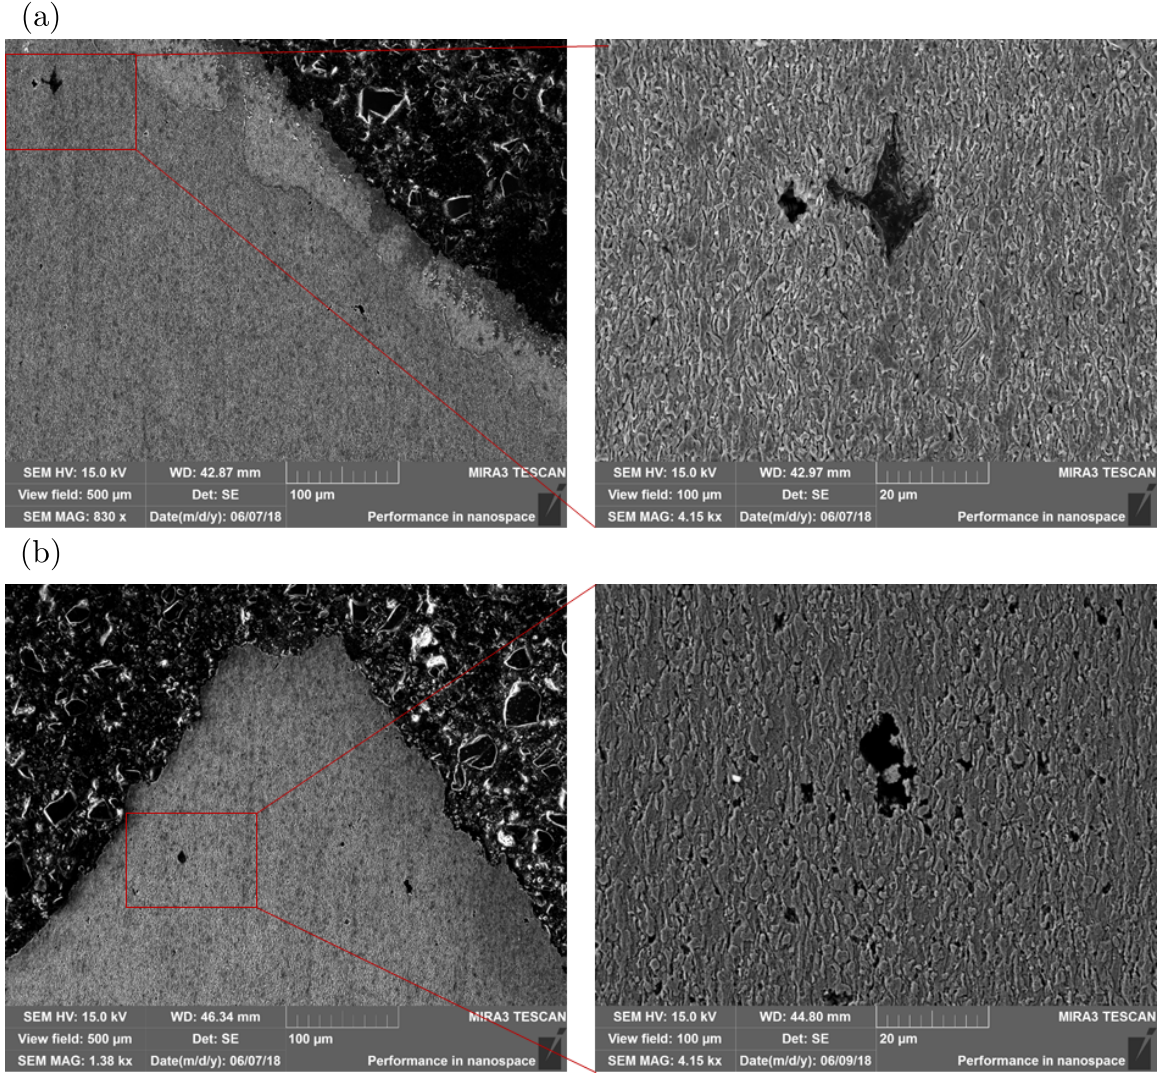 (a)
SEM HV: 15.0 kV WD: 42.87 mm MIRA3 TESCAN
View field: 500 µm Det: SE 100 µm
SEM MAG: 830 x Date(m/d/y): 06/07/18 Performance in nanospace
SEM HV: 15.0 kV WD: 42.97 mm MIRA3 TESCAN
View field: 100 µm Det: SE 20 µm
SEM MAG: 4.15 kx Date(m/d/y): 06/07/18 Performance in nanospace
(b)
SEM HV: 15.0 kV WD: 46.34 mm MIRA3 TESCAN
View field: 500 µm Det: SE 100 µm
SEM MAG: 1.38 kx Date(m/d/y): 06/07/18 Performance in nanospace
SEM HV: 15.0 kV WD: 44.80 mm MIRA3 TESCAN
View field: 100 µm Det: SE 20 µm
SEM MAG: 4.15 kx Date(m/d/y): 06/09/18 Performance in nanospace